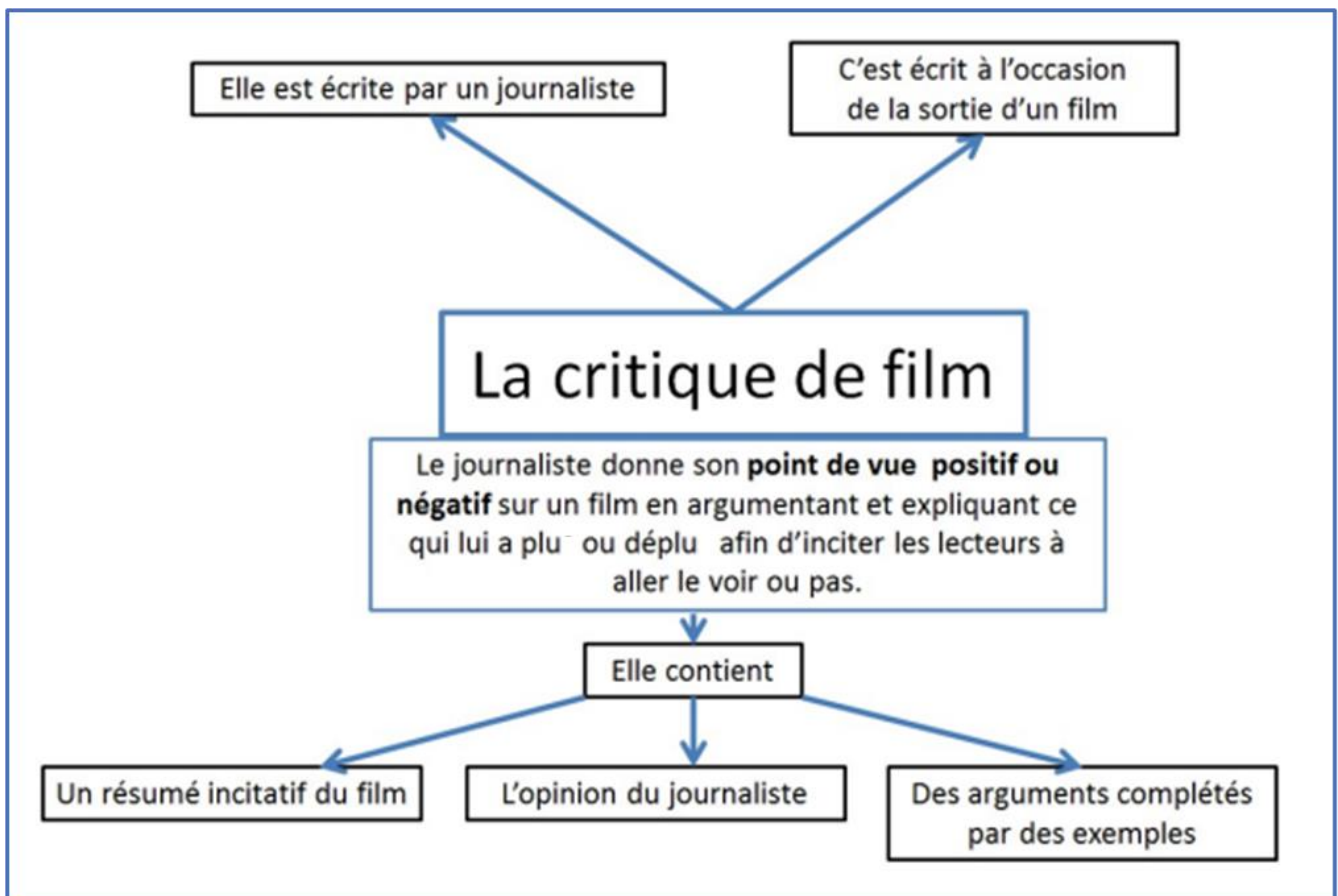 Elle est écrite par un journaliste
C’est écrit à l’occasion
de la sortie d’un film
La critique de film
Le journaliste donne son point de vue positif ou
négatif sur un film en argumentant et expliquant ce
qui lui a plu ou déplu afin d’inciter les lecteurs à
aller le voir ou pas.
Elle contient
Un résumé incitatif du film
L’opinion du journaliste
Des arguments complétés
par des exemples